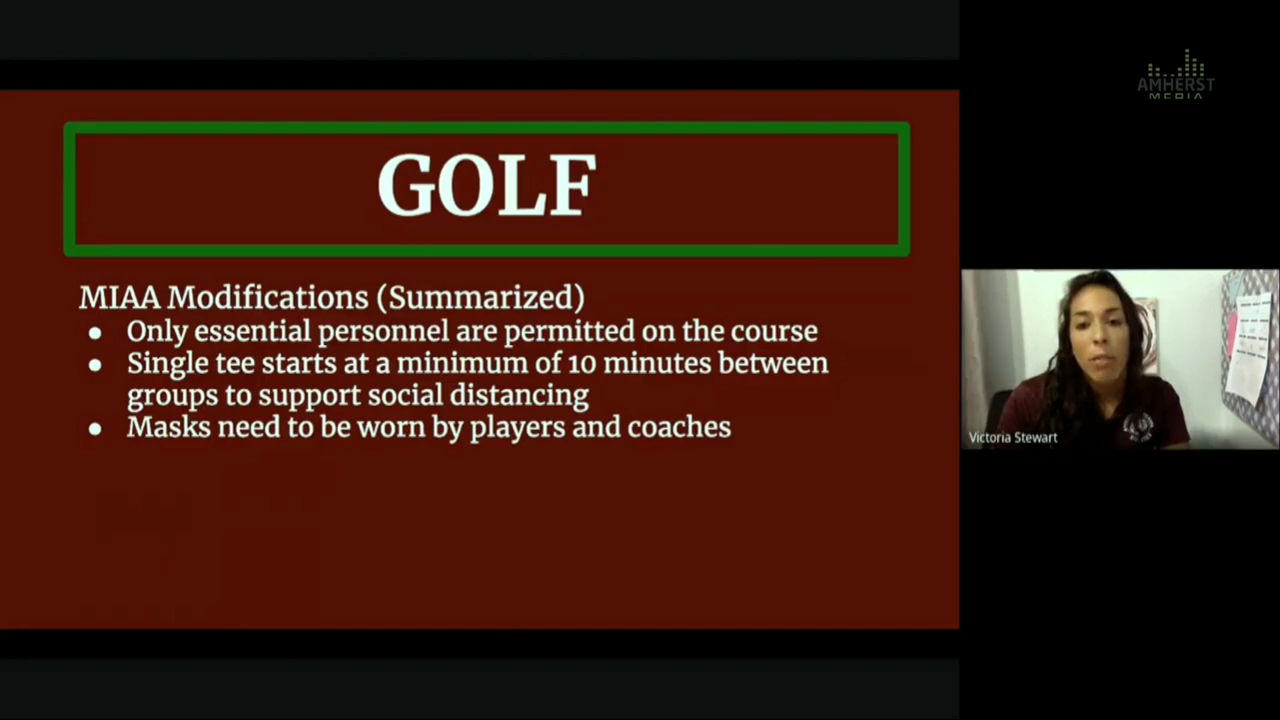 AMHERST
MEDIA
GOLF
MIAA Modifications (Summarized)
● Only essential personnel are permitted on the course
● Single tee starts at a minimum of 10 minutes between
groups to support social distancing
● Masks need to be worn by players and coaches
Victoria Stewart